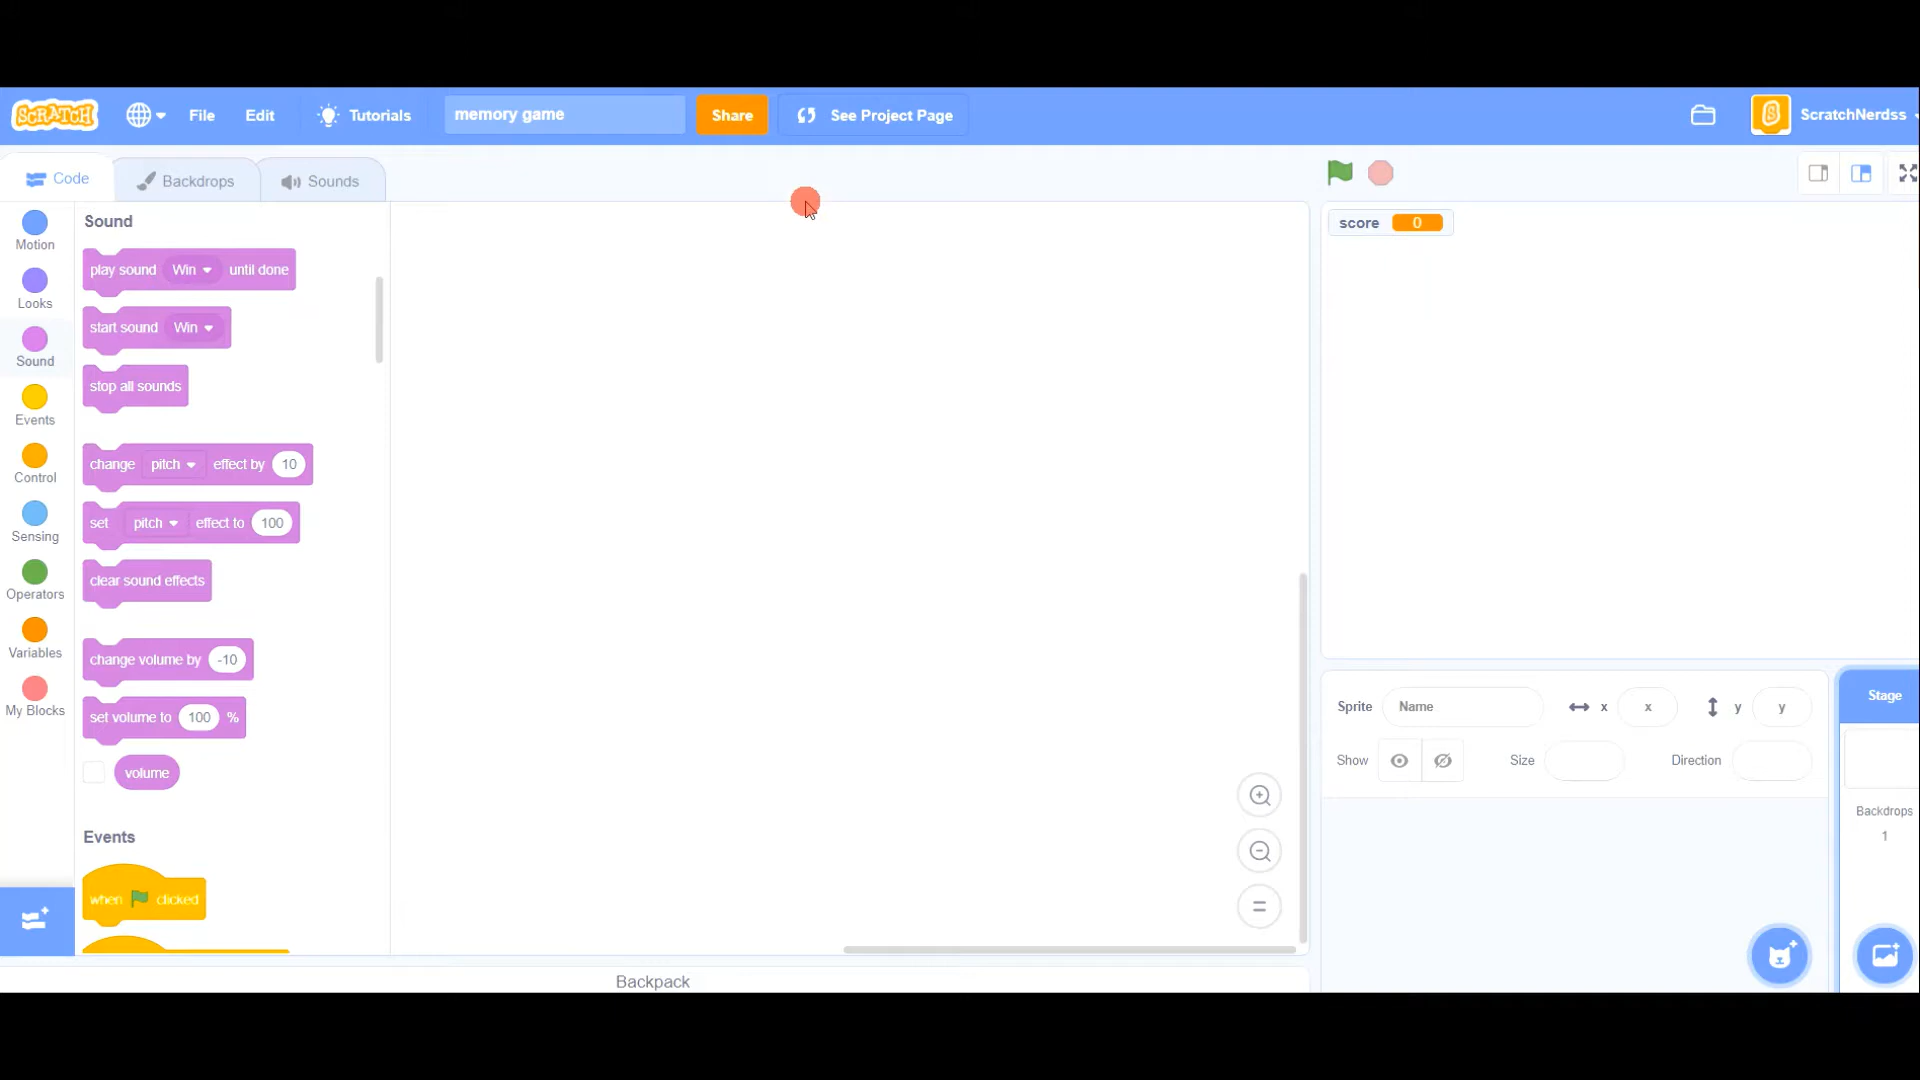 SCRATCH File Edit Tutorials memory game Share See Project Page ScratchNerdss
Code Backdrops Sounds
Motion
Looks
Sound
Events
Control
Sensing
Operators
Variables
My Blocks
Sound
play sound Win until done
start sound Win
stop all sounds
change pitch effect by 10
set pitch effect to 100
clear sound effects
change volume by -10
set volume to 100 %
volume
Events
when clicked
Backpack
score 0
Sprite Name x x y y
Show Size Direction
Stage
Backdrops
1